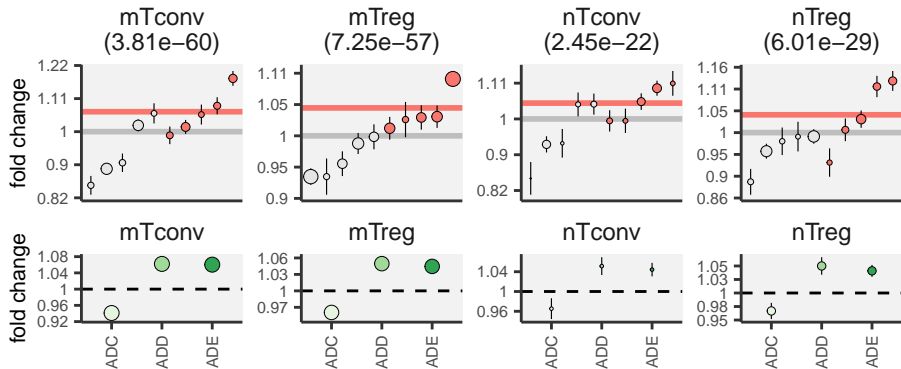 mTconv
(3.81e−60)
mTreg
(7.25e−57)
nTconv
(2.45e−22)
nTreg
(6.01e−29)
fold change
1.22
1.11
1
0.9
0.82
1.11
1.05
1
0.95
0.9
1.11
1
0.9
0.82
1.16
1.05
1
0.95
0.86
mTconv
mTreg
nTconv
nTreg
fold change
1.08
1.04
1
0.96
0.92
1.06
1.03
1
0.97
1.04
1
0.96
1.05
1.03
1
0.98
0.95
ADC
ADD
ADE
ADC
ADD
ADE
ADC
ADD
ADE
ADC
ADD
ADE